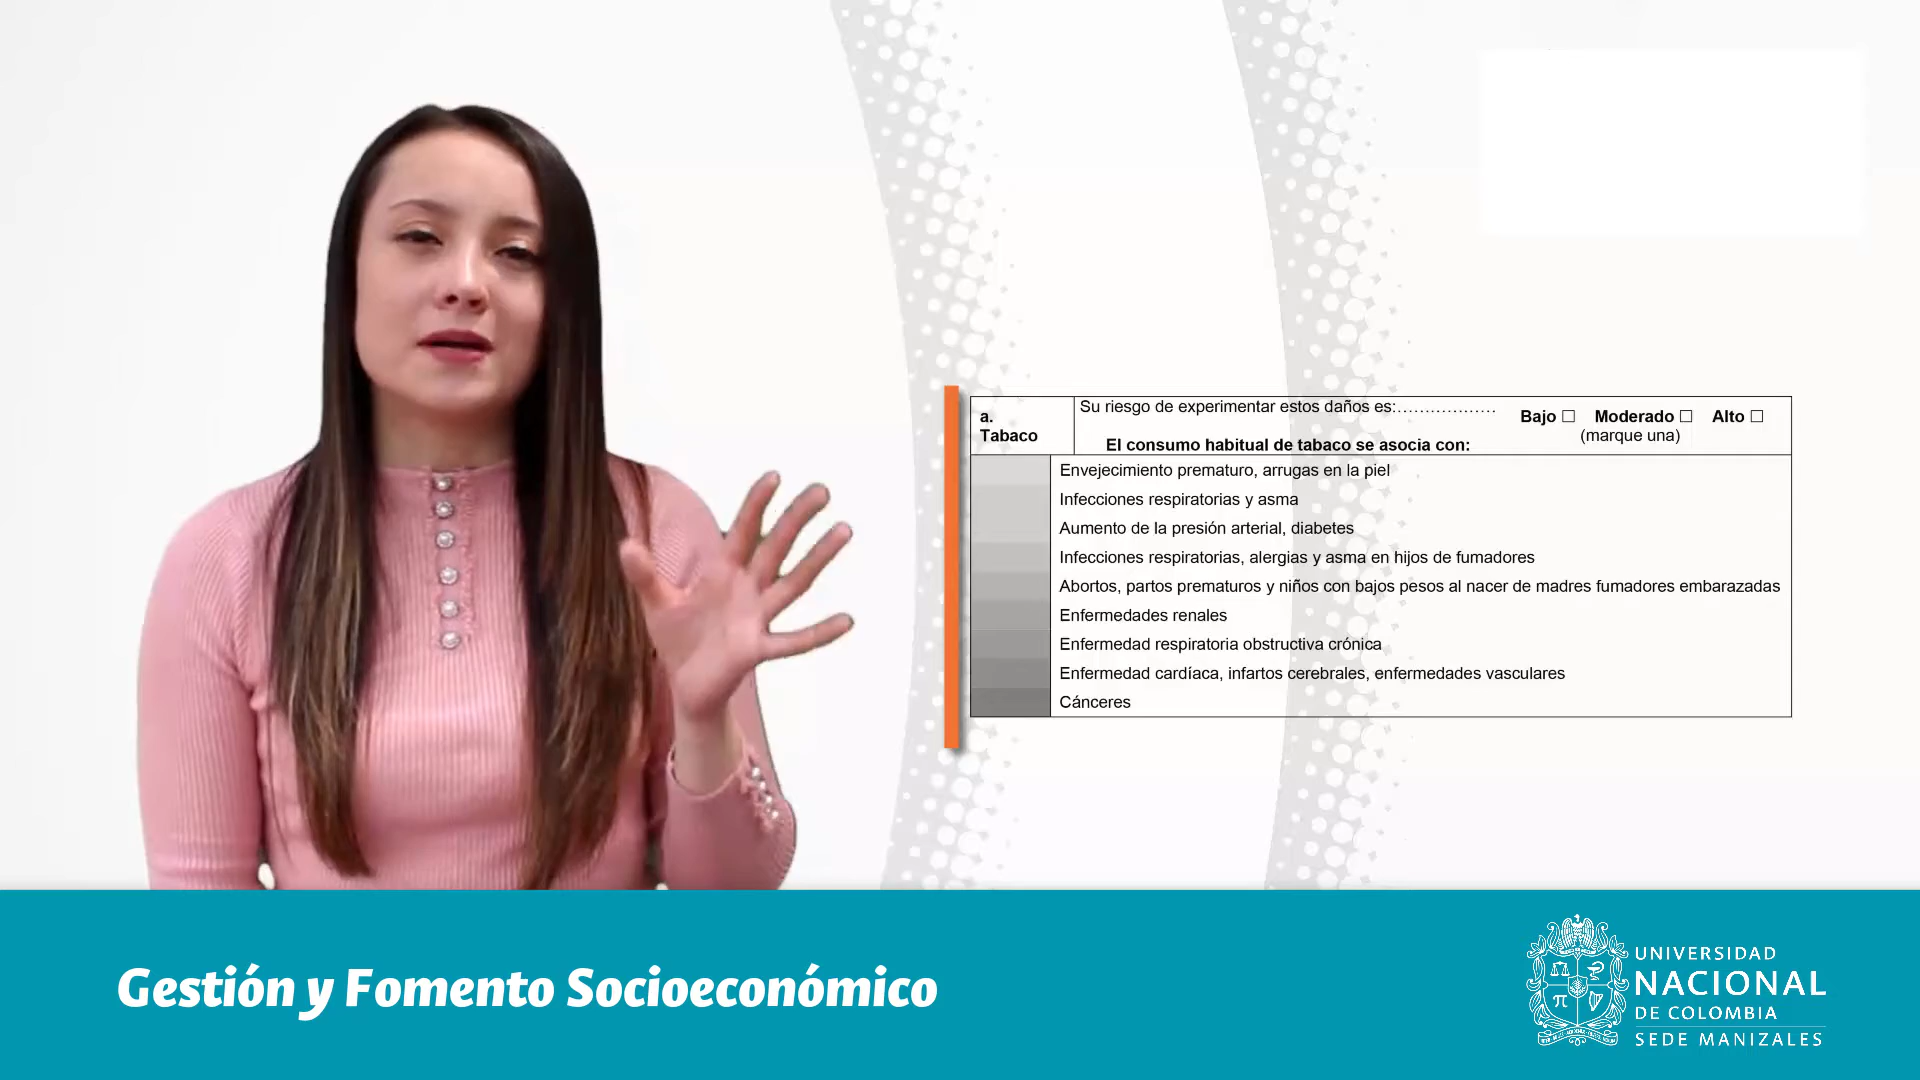 a.
Tabaco
Su riesgo de experimentar estos daños es:………………
Bajo ☐ Moderado ☐ Alto ☐
(marque una)
El consumo habitual de tabaco se asocia con:
Envejecimiento prematuro, arrugas en la piel
Infecciones respiratorias y asma
Aumento de la presión arterial, diabetes
Infecciones respiratorias, alergias y asma en hijos de fumadores
Abortos, partos prematuros y niños con bajos pesos al nacer de madres fumadores embarazadas
Enfermedades renales
Enfermedad respiratoria obstructiva crónica
Enfermedad cardíaca, infartos cerebrales, enfermedades vasculares
Cánceres
Gestión y Fomento Socioeconómico
UNIVERSIDAD
NACIONAL
DE COLOMBIA
SEDE MANIZALES